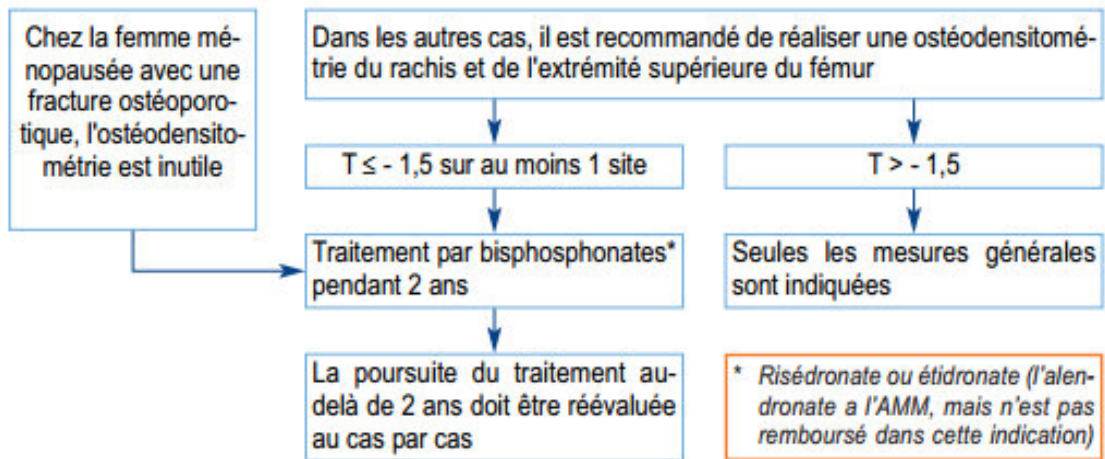 Chez la femme mé-
nopausée avec une
fracture ostéoporo-
tique, l'ostéodensito-
métrie est inutile
Dans les autres cas, il est recommandé de réaliser une ostéodensitomé-
trie du rachis et de l'extrémité supérieure du fémur
T ≤ - 1,5 sur au moins 1 site
T > - 1,5
Traitement par bisphosphonates*
pendant 2 ans
Seules les mesures générales
sont indiquées
La poursuite du traitement au-
delà de 2 ans doit être réévaluée
au cas par cas
* Risédronate ou étidronate (l'alen-
dronate a l'AMM, mais n'est pas
remboursé dans cette indication)